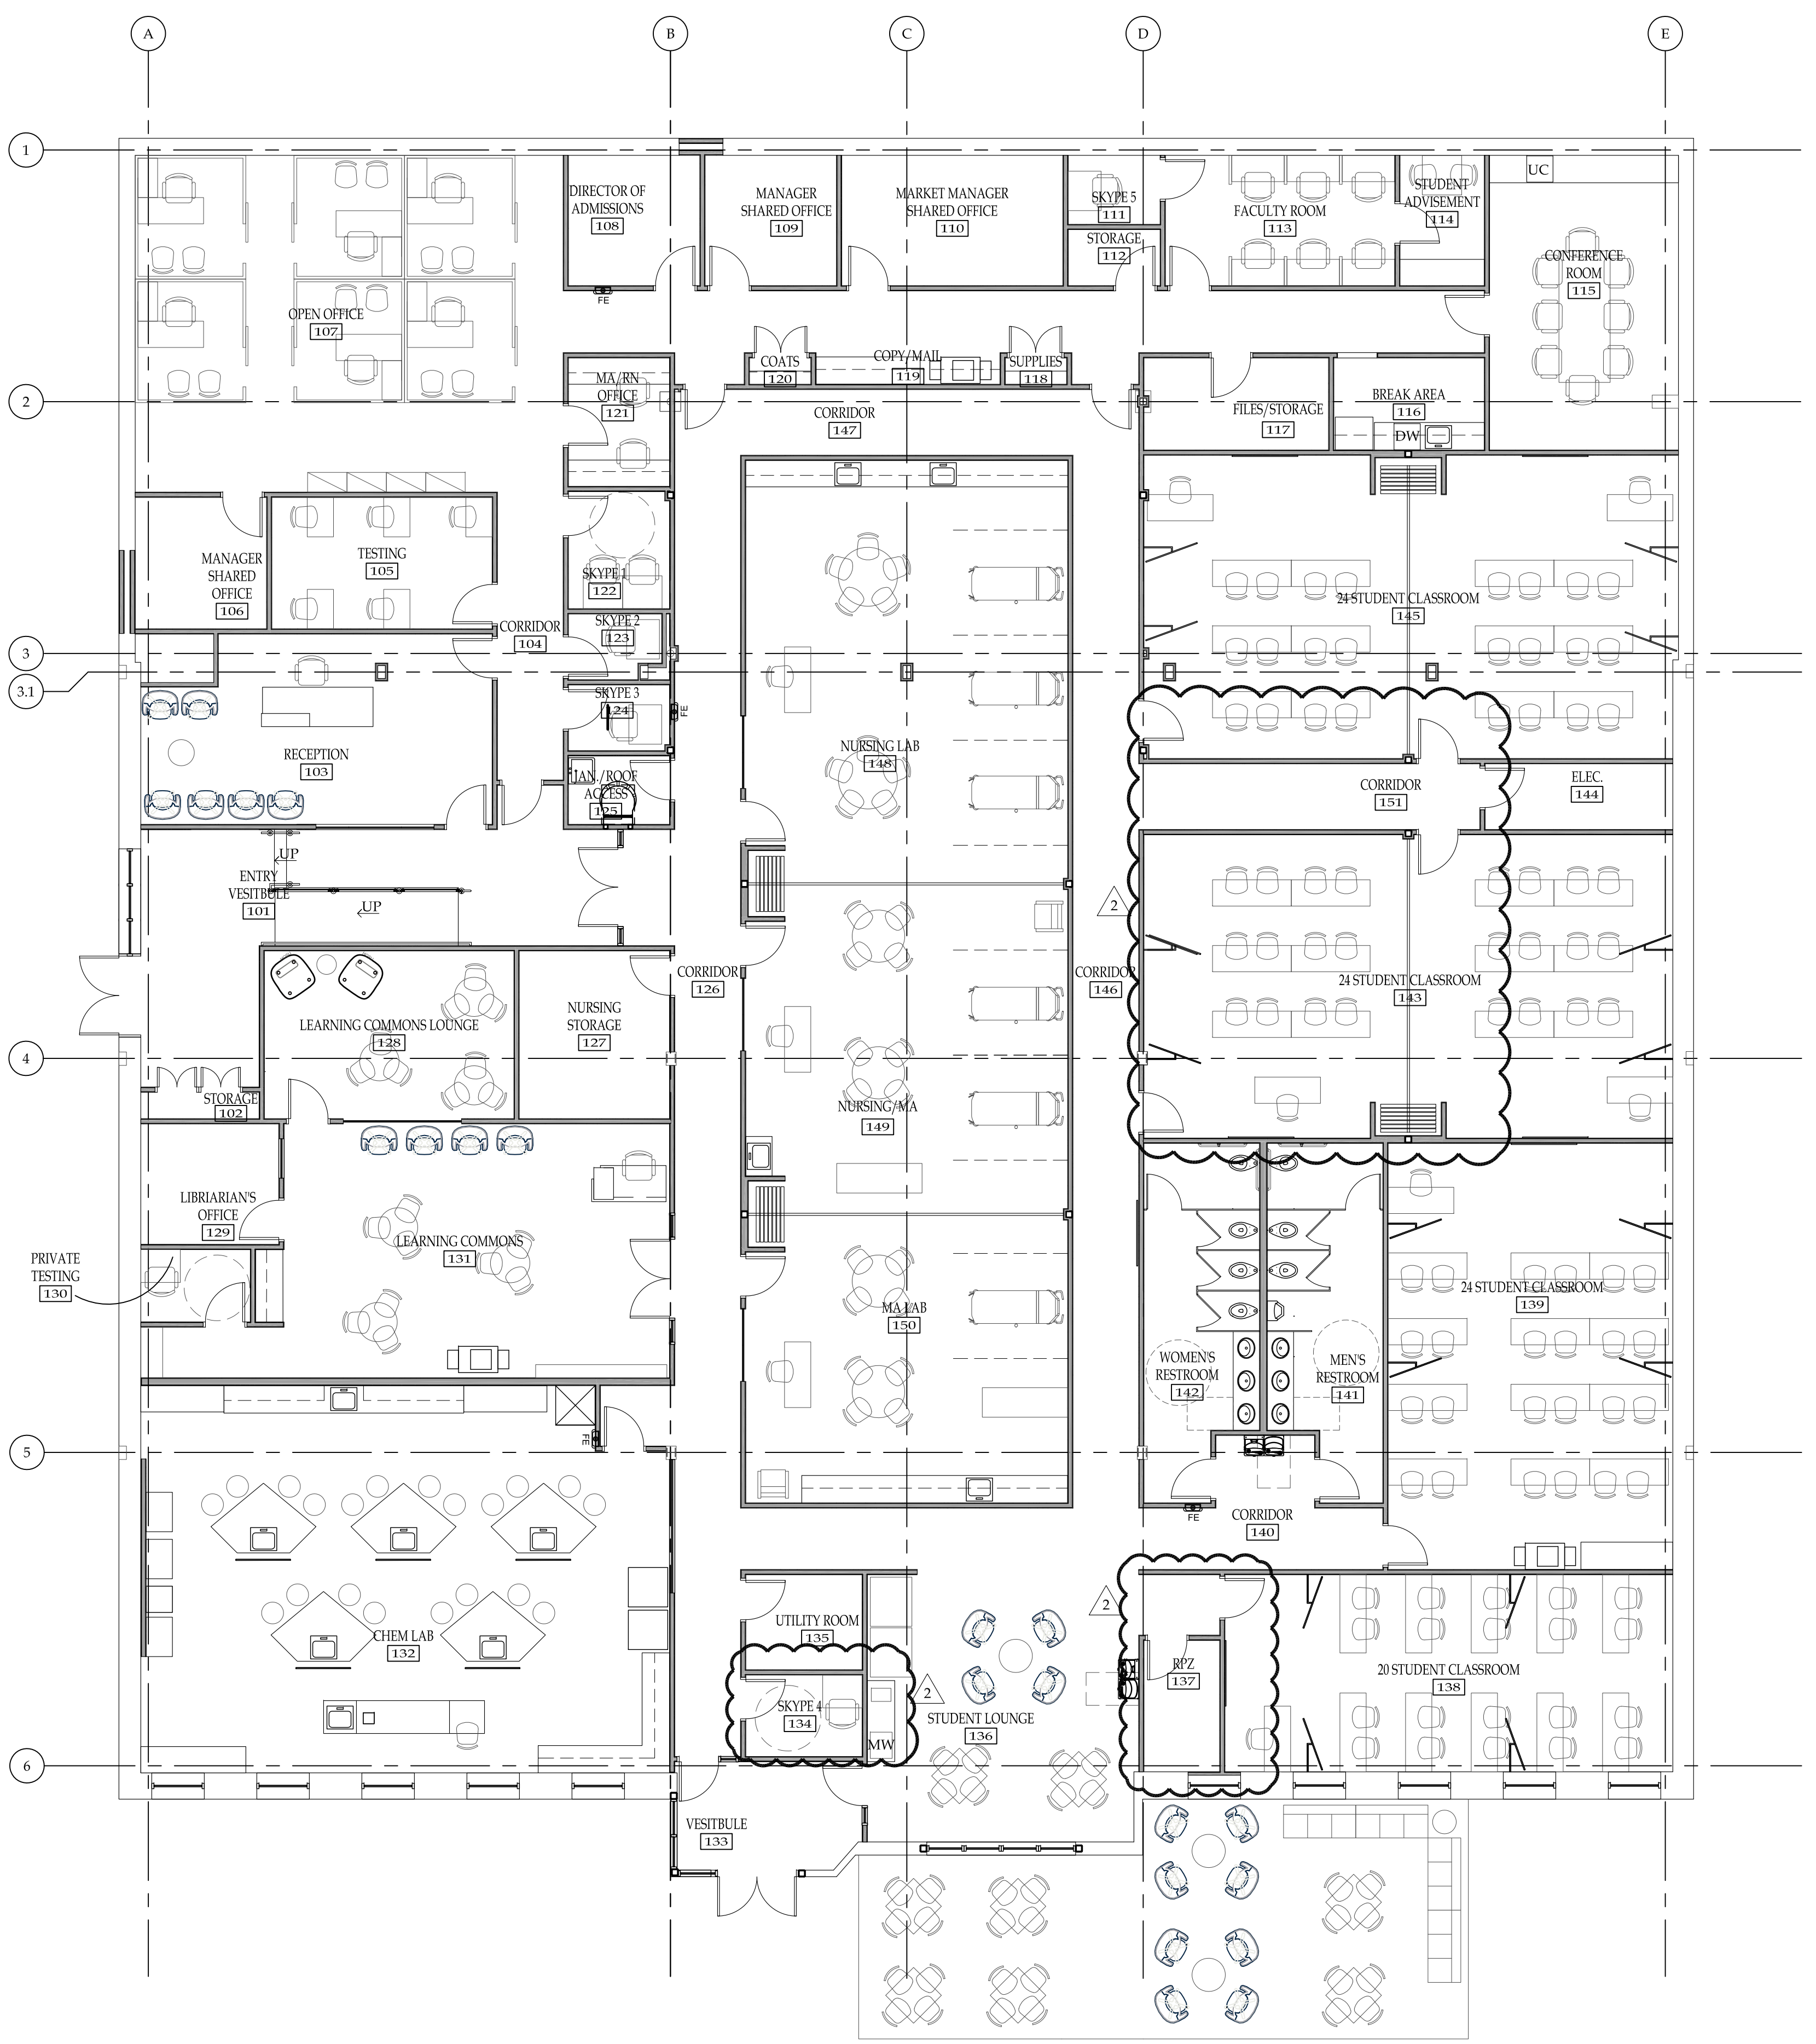 A
B
C
D
E
1
DIRECTOR OF
ADMISSIONS
108
MANAGER
SHARED OFFICE
109
MARKET MANAGER
SHARED OFFICE
110
SKYPE 5
111
STORAGE
112
FACULTY ROOM
113
STUDENT
ADVISEMENT
114
UC
CONFERENCE
ROOM
115
FE
OPEN OFFICE
107
COATS
120
COPY/MAIL
119
SUPPLIES
118
2
MA/RN
OFFICE
121
CORRIDOR
147
FILES/STORAGE
117
BREAK AREA
116
DW
MANAGER
SHARED
OFFICE
106
TESTING
105
SKYPE 1
122
24 STUDENT CLASSROOM
145
CORRIDOR
104
SKYPE 2
123
3
3.1
SKYPE 3
124
FE
RECEPTION
103
NURSING LAB
148
JAN./ROOF
ACCESS
125
CORRIDOR
151
ELEC.
144
UP
ENTRY
VESITBULE
101
UP
2
CORRIDOR
126
CORRIDOR
146
24 STUDENT CLASSROOM
143
LEARNING COMMONS LOUNGE
128
NURSING
STORAGE
127
4
STORAGE
102
NURSING/MA
149
LIBRIARIAN'S
OFFICE
129
LEARNING COMMONS
131
PRIVATE
TESTING
130
MA LAB
150
24 STUDENT CLASSROOM
139
WOMEN'S
RESTROOM
142
MEN'S
RESTROOM
141
FE
5
FE
CORRIDOR
140
CHEM LAB
132
UTILITY ROOM
135
2
SKYPE 4
134
2
MW
STUDENT LOUNGE
136
RPZ
137
20 STUDENT CLASSROOM
138
6
VESITBULE
133